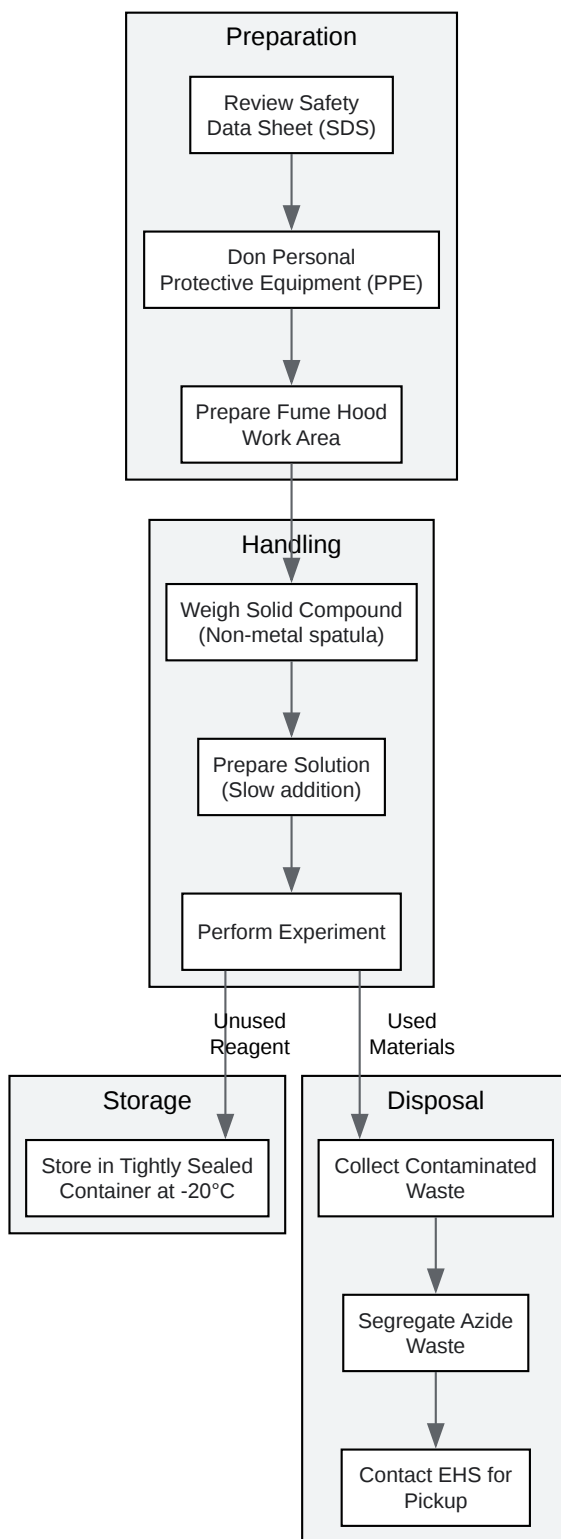 Preparation
Review Safety
Data Sheet (SDS)
Don Personal
Protective Equipment (PPE)
Prepare Fume Hood
Work Area
Handling
Weigh Solid Compound
(Non-metal spatula)
Prepare Solution
(Slow addition)
Perform Experiment
Unused
Reagent
Used
Materials
Storage
Store in Tightly Sealed
Container at -20°C
Disposal
Collect Contaminated
Waste
Segregate Azide
Waste
Contact EHS for
Pickup